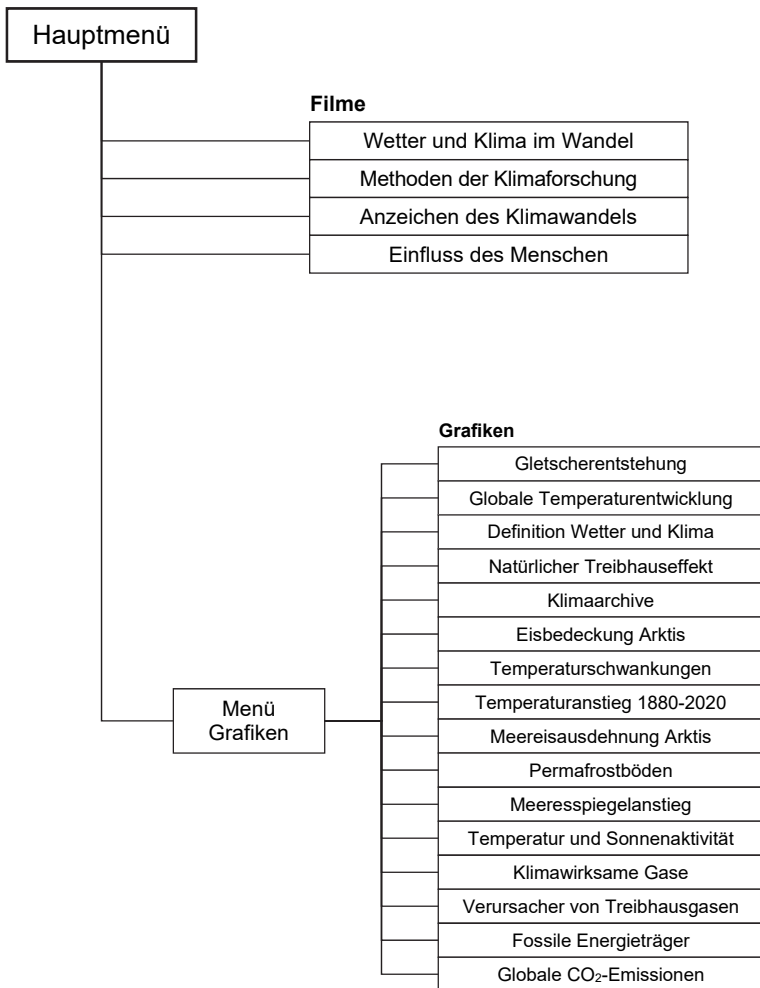 Hauptmenü
Filme
Wetter und Klima im Wandel
Methoden der Klimaforschung
Anzeichen des Klimawandels
Einfluss des Menschen
Grafiken
Gletscherentstehung
Globale Temperaturentwicklung
Definition Wetter und Klima
Natürlicher Treibhauseffekt
Klimaarchive
Eisbedeckung Arktis
Temperaturschwankungen
Menü
Grafiken
Temperaturanstieg 1880-2020
Meereisausdehnung Arktis
Permafrostböden
Meeresspiegelanstieg
Temperatur und Sonnenaktivität
Klimawirksame Gase
Verursacher von Treibhausgasen
Fossile Energieträger
Globale CO₂-Emissionen